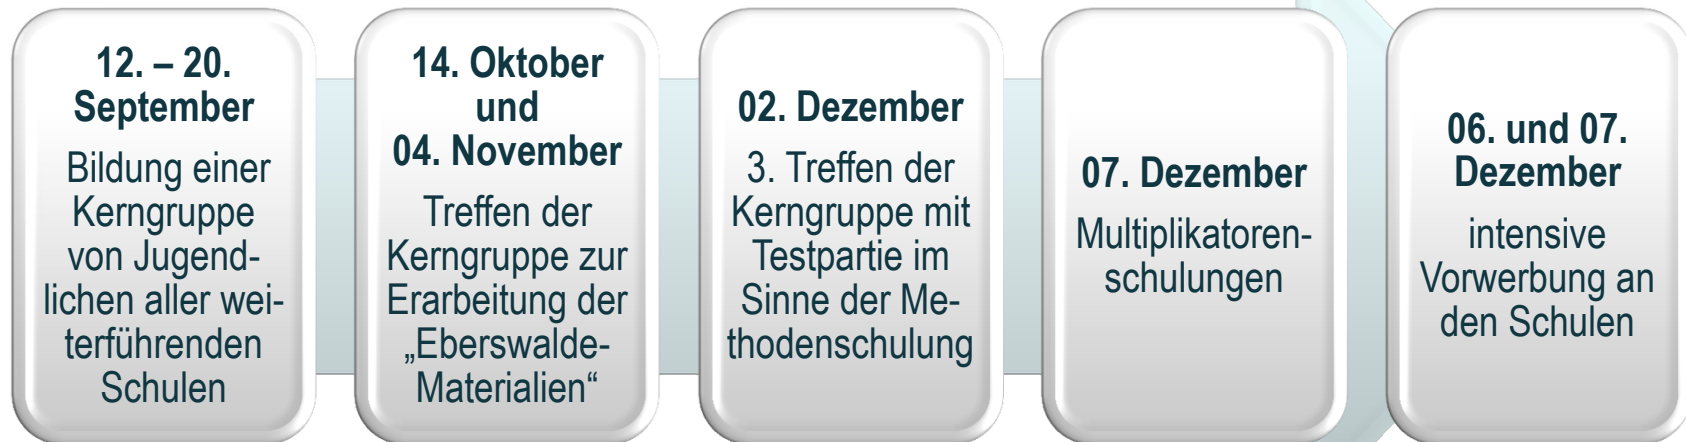 12. – 20.
September
Bildung einer
Kerngruppe
von Jugend-
lichen aller wei-
terführenden
Schulen
14. Oktober
und
04. November
Treffen der
Kerngruppe zur
Erarbeitung der
„Eberswalde-
Materialien“
02. Dezember
3. Treffen der
Kerngruppe mit
Testpartie im
Sinne der Me-
thodenschulung
07. Dezember
Multiplikatoren-
schulungen
06. und 07.
Dezember
intensive
Vorwerbung an
den Schulen